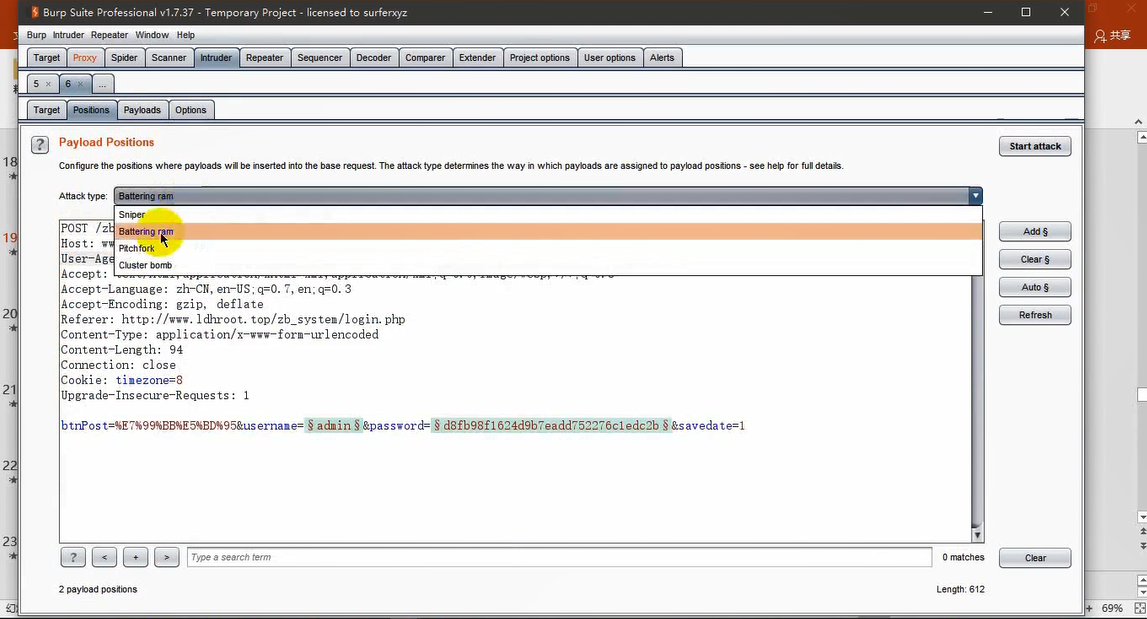 Burp Suite Professional v1.7.37 - Temporary Project - licensed to surferxyz
共享
Burp Intruder Repeater Window Help
Target Proxy Spider Scanner Intruder Repeater Sequencer Decoder Comparer Extender Project options User options Alerts
5 × 6 × ...
Target Positions Payloads Options
? Payload Positions
Start attack
Configure the positions where payloads will be inserted into the base request. The attack type determines the way in which payloads are assigned to payload positions - see help for full details.
Attack type: Battering ram
Sniper
Battering ram
Pitchfork
Cluster bomb
POST /zb
Host: ww
User-Age
Accept:
Accept-Language: zh-CN,en-US;q=0.7,en;q=0.3
Accept-Encoding: gzip, deflate
Referer: http://www.ldhroot.top/zb_system/login.php
Content-Type: application/x-www-form-urlencoded
Content-Length: 94
Connection: close
Cookie: timezone=8
Upgrade-Insecure-Requests: 1
btnPost=%E7%99%BB%E5%BD%95&username=§admin§&password=§d8fb98f1624d9b7eadd752276c1edc2b§&savedate=1
Add §
Clear §
Auto §
Refresh
? < + > Type a search term 0 matches Clear
2 payload positions Length: 612
18
19
20
21
22
23
69%